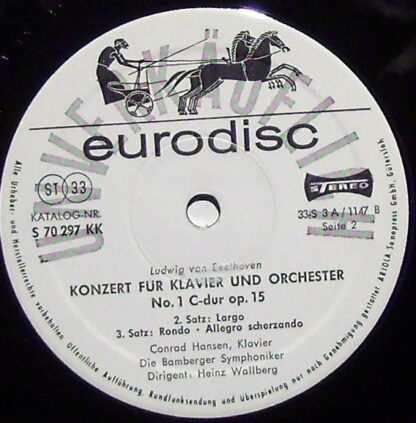 UNVERKÄUFLICH
eurodisc
ST 33
STEREO
KATALOG-NR.
S 70 297 KK
33/S 3 A / 1147 B
Seite 2
Ludwig van Beethoven
KONZERT FÜR KLAVIER UND ORCHESTER
No. 1 C-dur op. 15
2. Satz: Largo
3. Satz: Rondo · Allegro scherzando
Conrad Hansen, Klavier
Die Bamberger Symphoniker
Dirigent: Heinz Wallberg
Alle Urheber- und Herstellerrechte vorbehalten. Öffentliche Aufführung, Rundfunksendung und Überspielung nur nach Genehmigung gestattet. ARIOLA Sonopress GmbH. Gütersloh